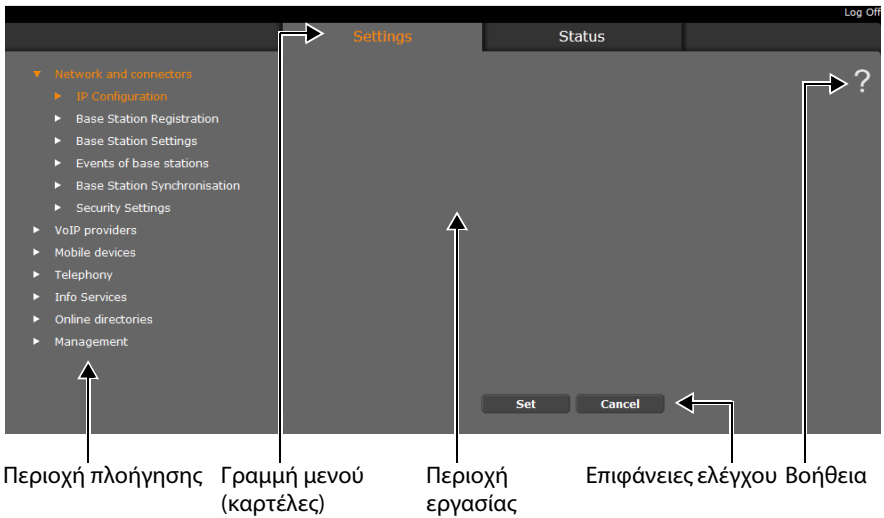 Log Off
Settings
Status
Network and connectors
IP Configuration
Base Station Registration
Base Station Settings
Events of base stations
Base Station Synchronisation
Security Settings
VoIP providers
Mobile devices
Telephony
Info Services
Online directories
Management
?
Set
Cancel
Περιοχή πλοήγησης
Γραμμή μενού
(καρτέλες)
Περιοχή
εργασίας
Επιφάνειες ελέγχου
Βοήθεια